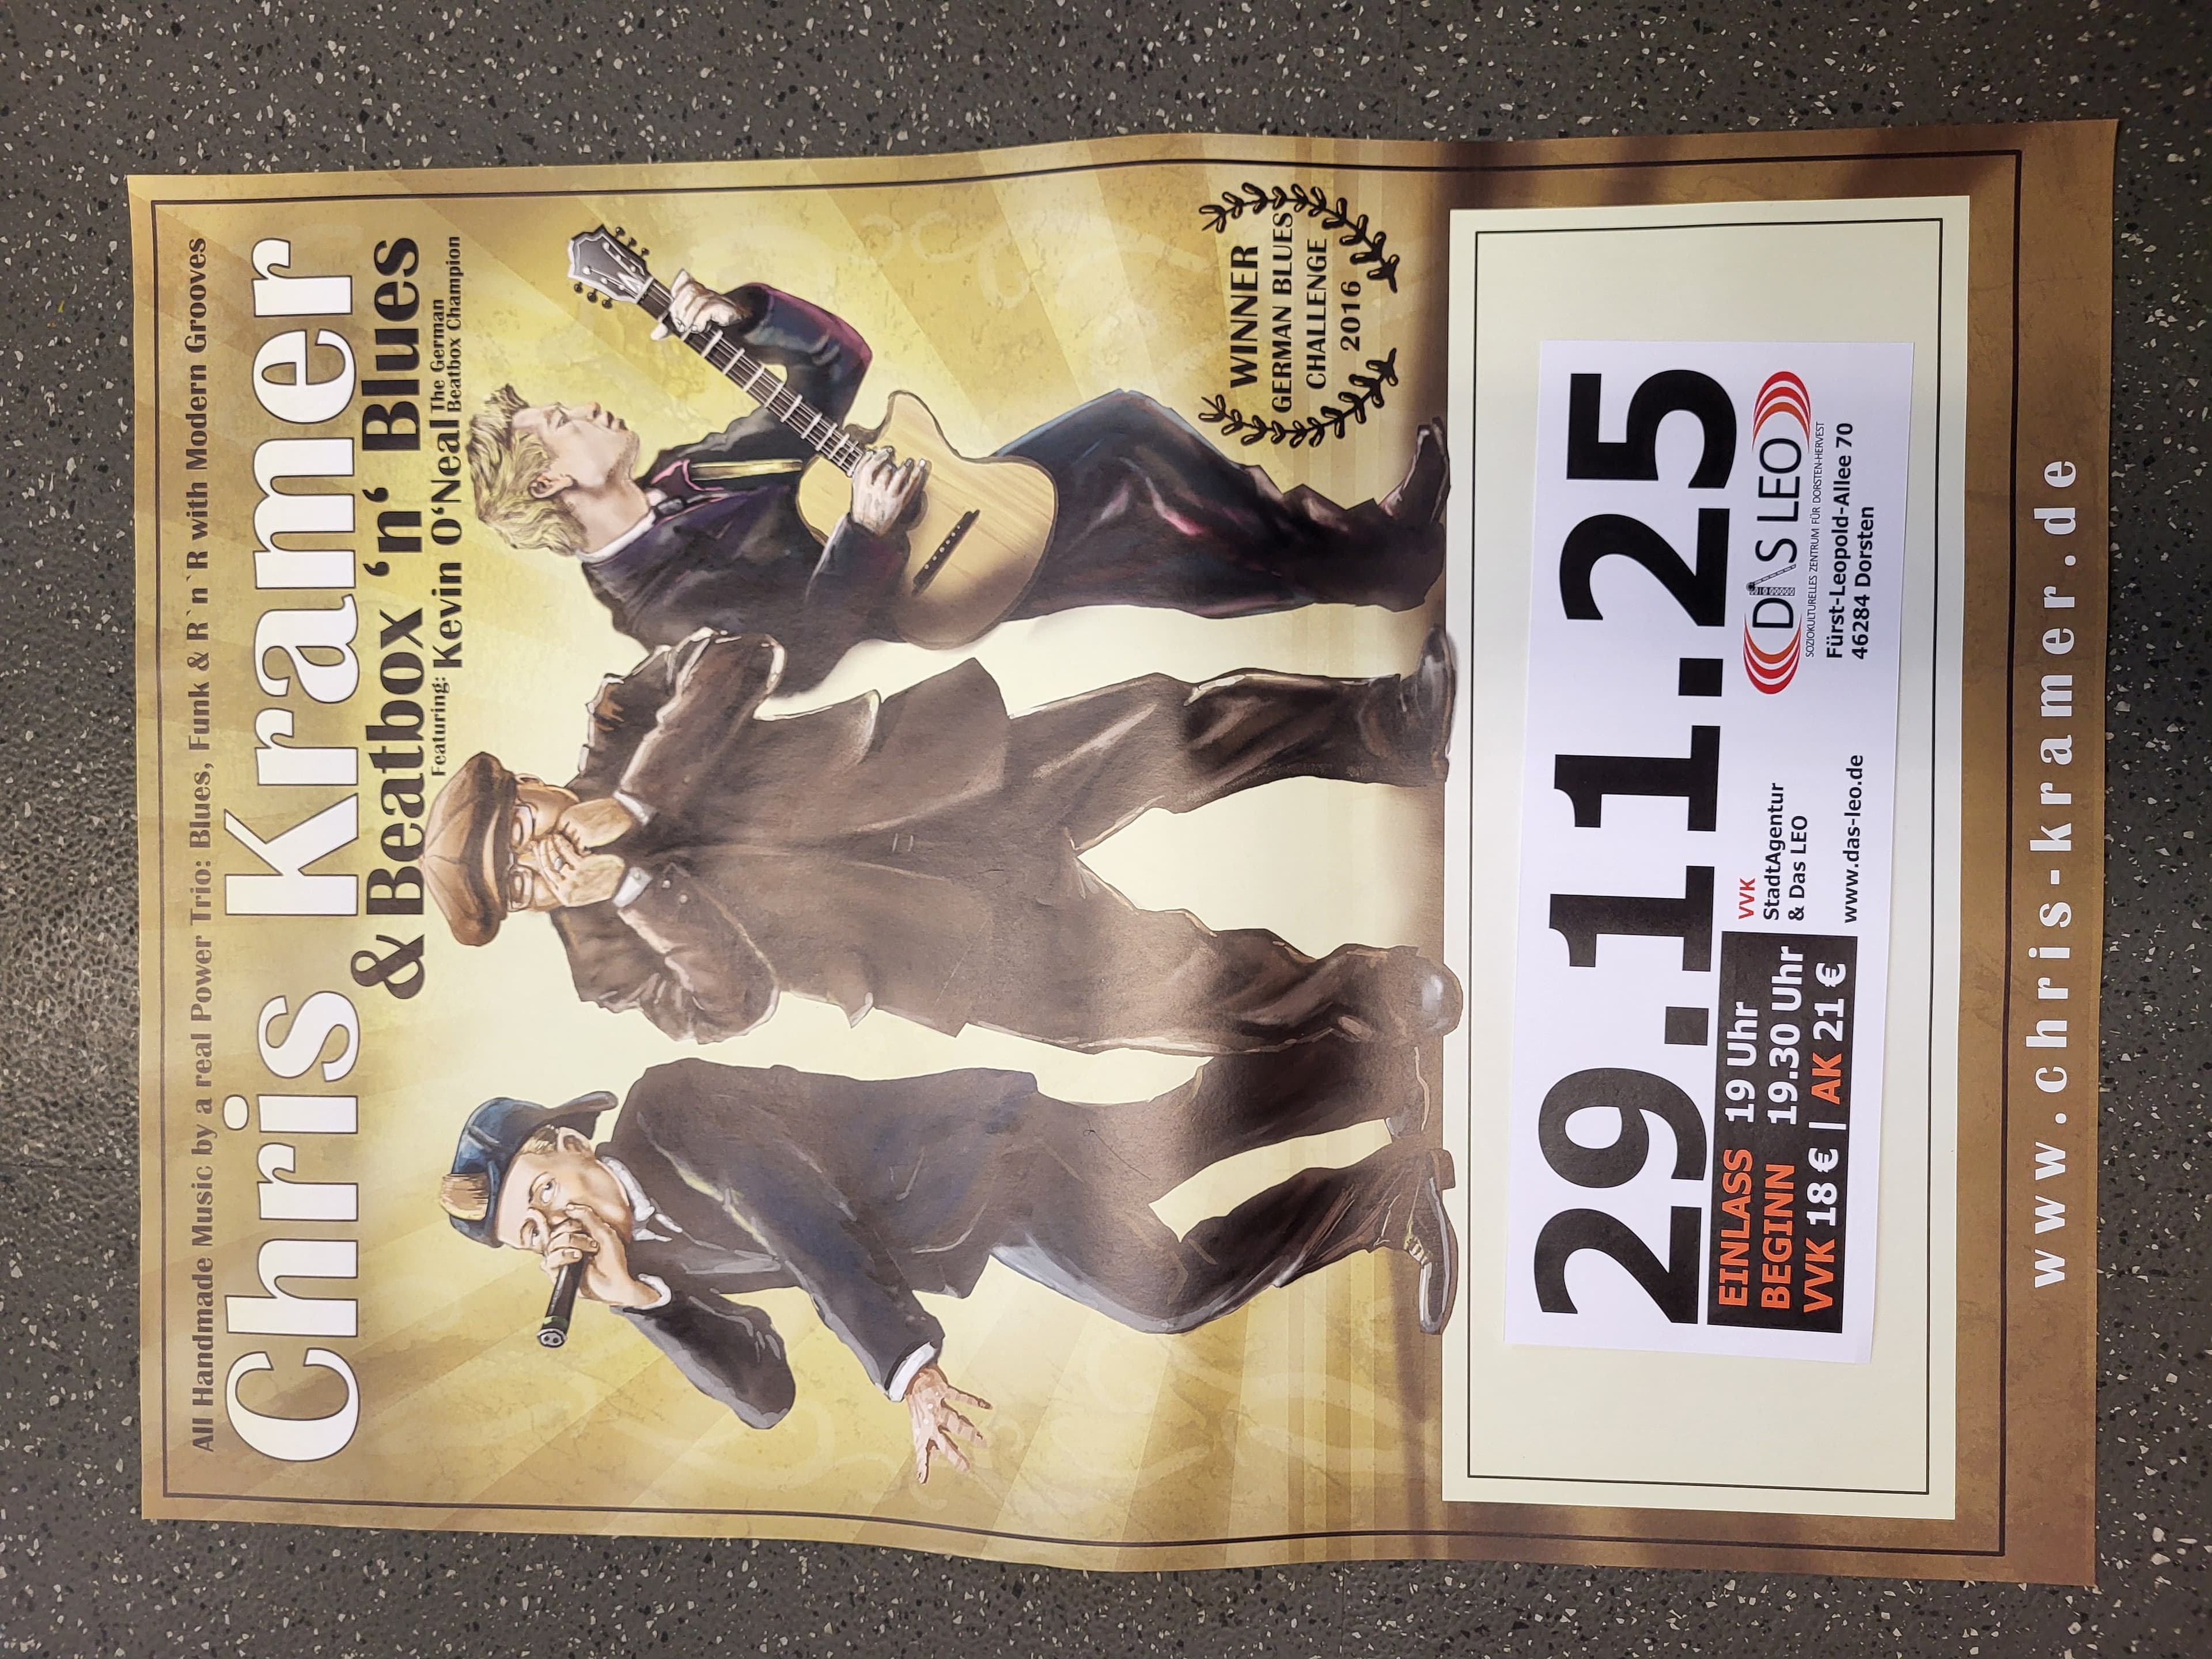 All Handmade Music by a real Power Trio: Blues, Funk & R`n`R with Modern Grooves
Chris Kramer
& Beatbox 'n' Blues
Featuring: Kevin O'Neal The German
Beatbox Champion
WINNER
GERMAN BLUES
CHALLENGE
2016
29.11.25
EINLASS 19 Uhr
BEGINN 19.30 Uhr
VVK 18 € | AK 21 €
VVK
StadtAgentur
& Das LEO
www.das-leo.de
DAS LEO
SOZIOKULTURELLES ZENTRUM FÜR DORSTEN-HERVEST
Fürst-Leopold-Allee 70
46284 Dorsten
www.chris-kramer.de